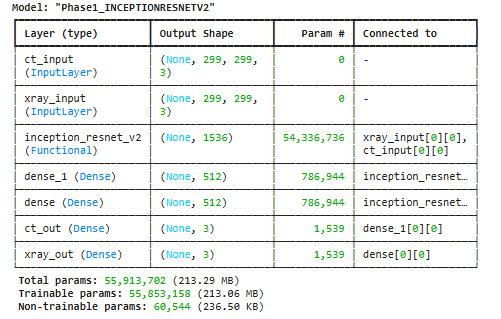 Model: "Phase1_INCEPTIONRESNETV2"
Layer (type) Output Shape Param # Connected to
ct_input (None, 299, 299, 0 -
(InputLayer) 3)
xray_input (None, 299, 299, 0 -
(InputLayer) 3)
inception_resnet_v2 (None, 1536) 54,336,736 xray_input[0][0],
(Functional) ct_input[0][0]
dense_1 (Dense) (None, 512) 786,944 inception_resnet…
dense (Dense) (None, 512) 786,944 inception_resnet…
ct_out (Dense) (None, 3) 1,539 dense_1[0][0]
xray_out (Dense) (None, 3) 1,539 dense[0][0]
Total params: 55,913,702 (213.29 MB)
Trainable params: 55,853,158 (213.06 MB)
Non-trainable params: 60,544 (236.50 KB)